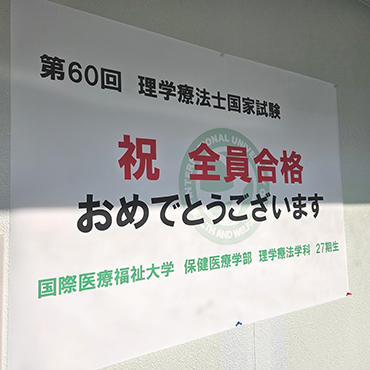 第60回 理学療法士国家試験
祝 全員合格
おめでとうございます
国際医療福祉大学 保健医療学部 理学療法学科 27期生